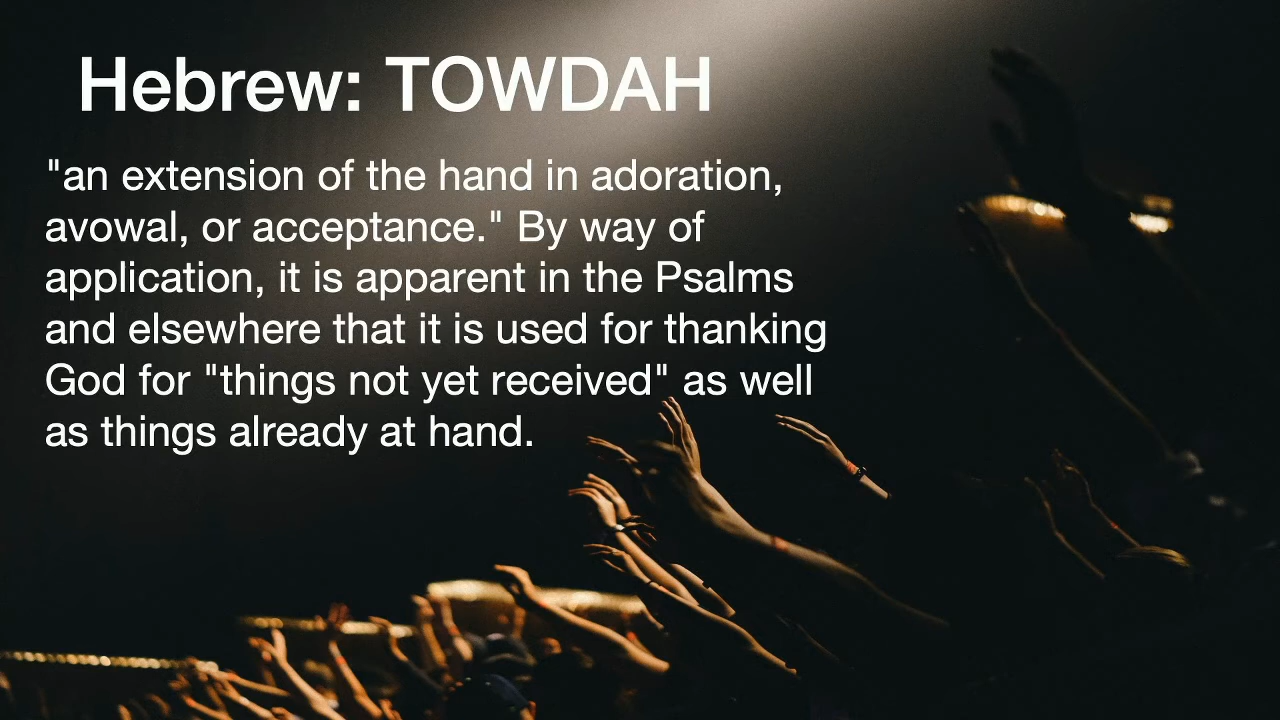 Hebrew: TOWDAH
"an extension of the hand in adoration,
avowal, or acceptance." By way of
application, it is apparent in the Psalms
and elsewhere that it is used for thanking
God for "things not yet received" as well
as things already at hand.